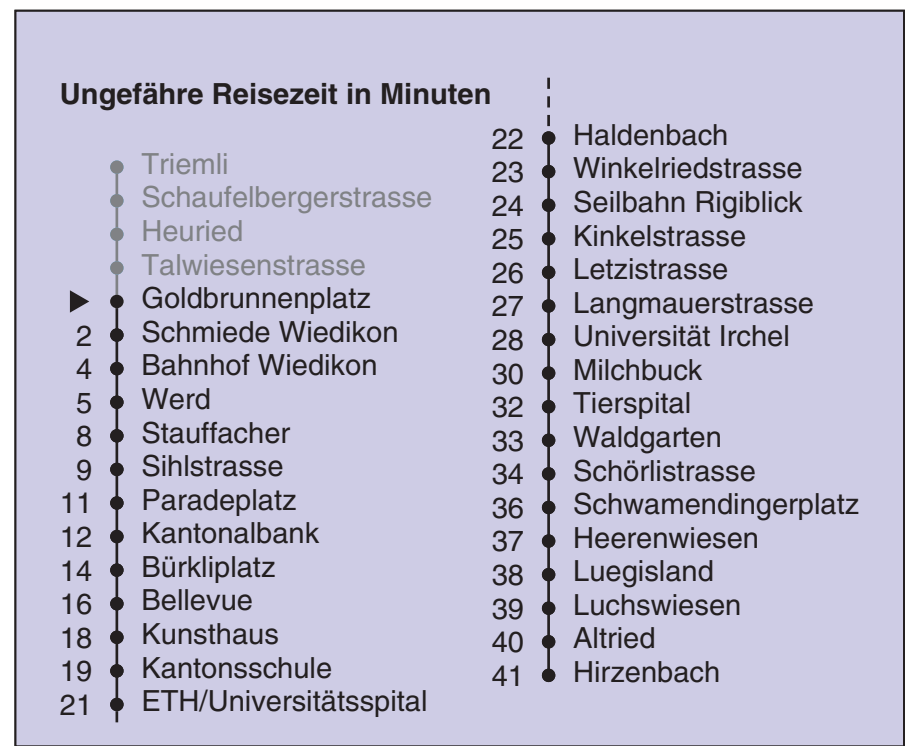 Ungefähre Reisezeit in Minuten
Triemli
Schaufelbergerstrasse
Heuried
Talwiesenstrasse
Goldbrunnenplatz
2 Schmiede Wiedikon
4 Bahnhof Wiedikon
5 Werd
8 Stauffacher
9 Sihlstrasse
11 Paradeplatz
12 Kantonalbank
14 Bürkliplatz
16 Bellevue
18 Kunsthaus
19 Kantonsschule
21 ETH/Universitätsspital
22 Haldenbach
23 Winkelriedstrasse
24 Seilbahn Rigiblick
25 Kinkelstrasse
26 Letzistrasse
27 Langmauerstrasse
28 Universität Irchel
30 Milchbuck
32 Tierspital
33 Waldgarten
34 Schörlistrasse
36 Schwamendingerplatz
37 Heerenwiesen
38 Luegisland
39 Luchswiesen
40 Altried
41 Hirzenbach